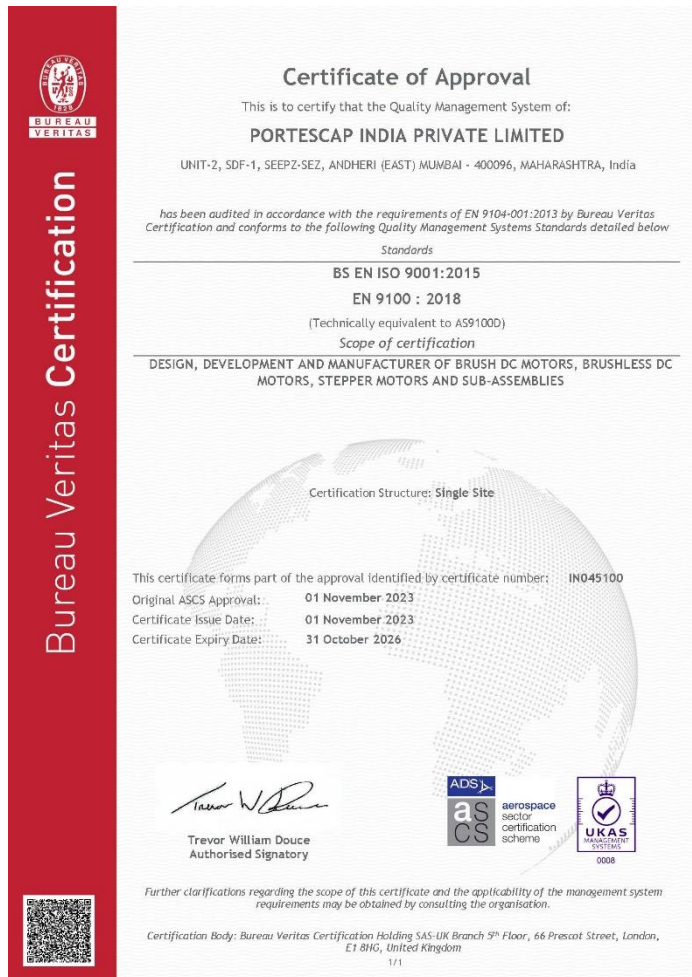 Certificate of Approval
This is to certify that the Quality Management System of:
PORTESCAP INDIA PRIVATE LIMITED
UNIT-2, SDF-1, SEEPZ-SEZ, ANDHERI (EAST) MUMBAI - 400096, MAHARASHTRA, India
has been audited in accordance with the requirements of EN 9104-001:2013 by Bureau Veritas
Certification and conforms to the following Quality Management Systems Standards detailed below
Standards
BS EN ISO 9001:2015
EN 9100 : 2018
(Technically equivalent to AS9100D)
Scope of certification
DESIGN, DEVELOPMENT AND MANUFACTURER OF BRUSH DC MOTORS, BRUSHLESS DC
MOTORS, STEPPER MOTORS AND SUB-ASSEMBLIES
Certification Structure: Single Site
This certificate forms part of the approval identified by certificate number: IN045100
Original ASCS Approval: 01 November 2023
Certificate Issue Date: 01 November 2023
Certificate Expiry Date: 31 October 2026
Trevor William Douce
Authorised Signatory
ADS
asCS
aerospace
sector
certification
scheme
UKAS
MANAGEMENT
SYSTEMS
0008
Further clarifications regarding the scope of this certificate and the applicability of the management system
requirements may be obtained by consulting the organisation.
Certification Body: Bureau Veritas Certification Holding SAS-UK Branch 5th Floor, 66 Prescot Street, London,
E1 8HG, United Kingdom
1/1
BUREAU
VERITAS
1828
Bureau Veritas Certification